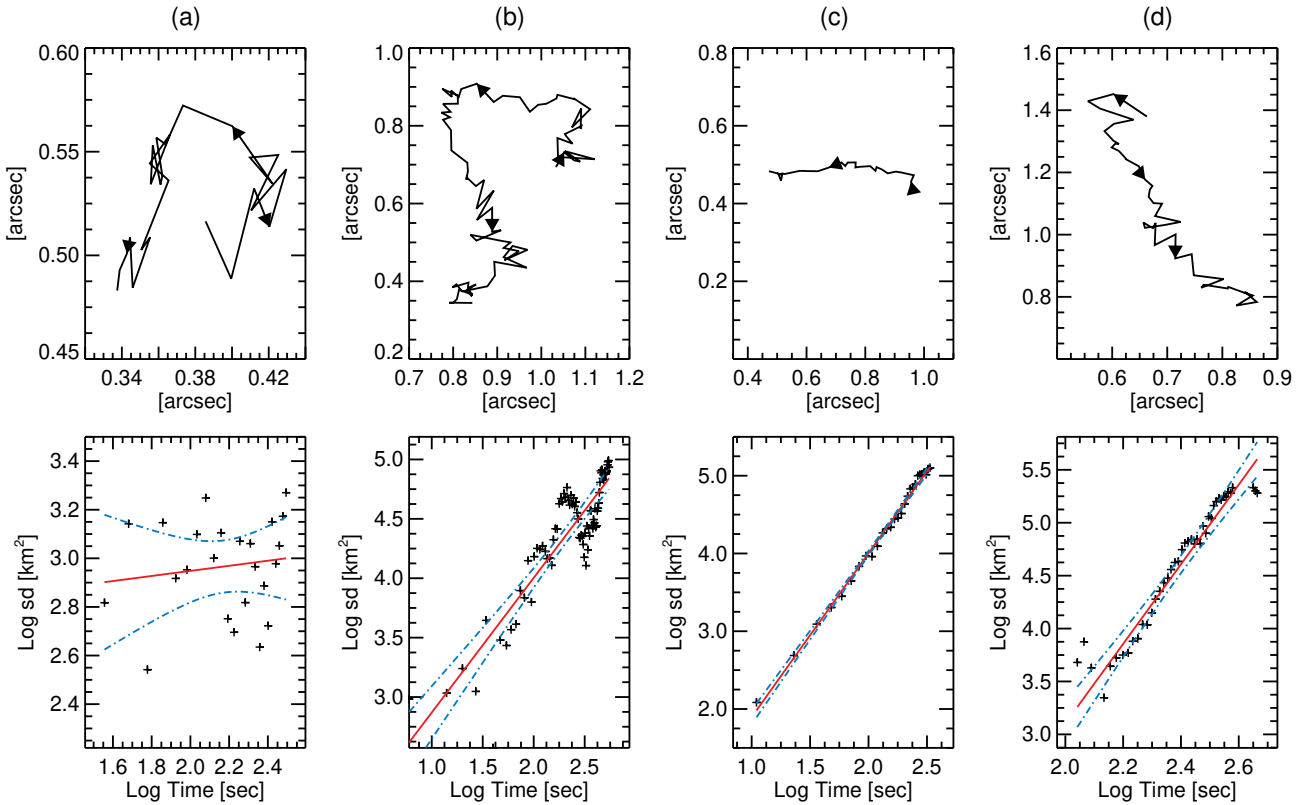 (a) (b) (c) (d)
0.60 1.0 0.8 1.6
0.55 0.8 0.6 1.4
0.50 0.6 0.4 1.2
0.45 0.4 0.2 1.0
0.2 0.8
[arcsec] [arcsec] [arcsec] [arcsec]
0.34 0.38 0.42 0.7 0.8 0.9 1.0 1.1 1.2 0.4 0.6 0.8 1.0 0.6 0.7 0.8 0.9
[arcsec] [arcsec] [arcsec] [arcsec]
3.4 5.0 5.0 5.5
3.2 4.5 4.0 5.0
3.0 4.0 3.0 4.5
2.8 3.5 2.0 4.0
2.6 3.0 3.5
2.4 3.0
Log sd [km²] Log sd [km²] Log sd [km²] Log sd [km²]
1.6 1.8 2.0 2.2 2.4 1.0 1.5 2.0 2.5 1.0 1.5 2.0 2.5 2.0 2.2 2.4 2.6
Log Time [sec] Log Time [sec] Log Time [sec] Log Time [sec]